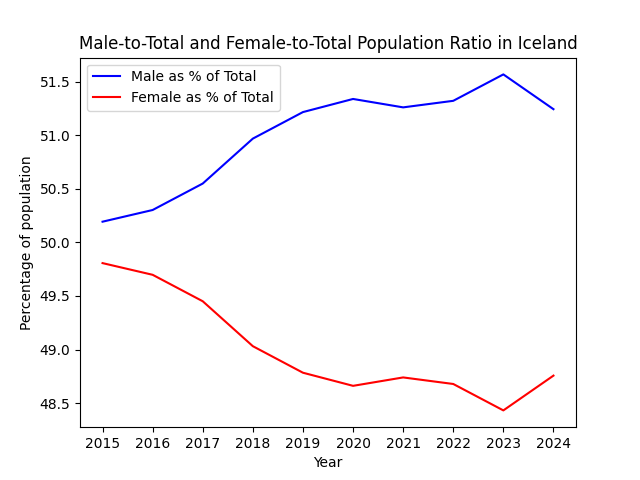 Male-to-Total and Female-to-Total Population Ratio in Iceland
Male as % of Total
Female as % of Total
Percentage of population
51.5
51.0
50.5
50.0
49.5
49.0
48.5
2015 2016 2017 2018 2019 2020 2021 2022 2023 2024
Year